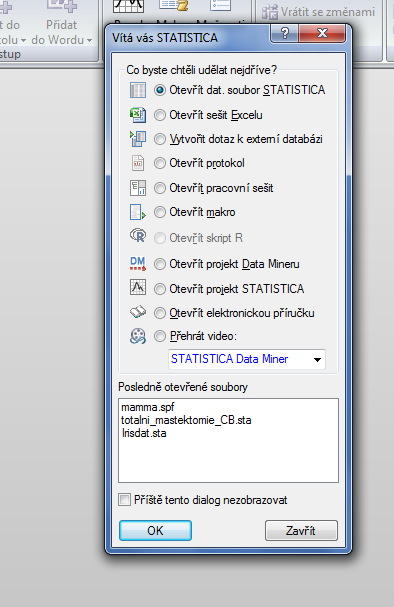 Vrátit se změnami
t do
Přidat
tolu
do Wordu
stup
Vítá vás STATISTICA
Co byste chtěli udělat nejdříve?
Otevřít dat. soubor STATISTICA
Otevřít sešit Excelu
Vytvořit dotaz k externí databázi
Otevřít protokol
Otevřít pracovní sešit
Otevřít makro
R Otevřít skript R
DM Otevřít projekt Data Mineru
Otevřít projekt STATISTICA
Otevřít elektronickou příručku
Přehrát video:
STATISTICA Data Miner
Posledně otevřené soubory
mamma.spf
totalni_mastektomie_CB.sta
Irisdat.sta
Příště tento dialog nezobrazovat
OK
Zavřít